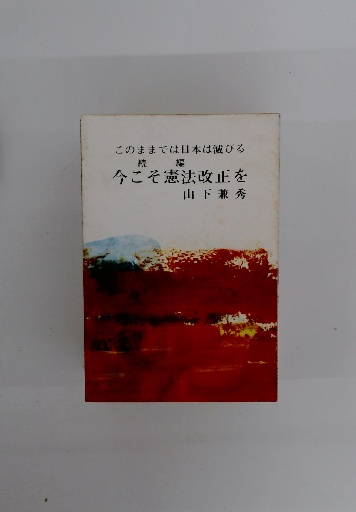 このままでは日本は滅びる
続編
今こそ憲法改正を
山下兼秀